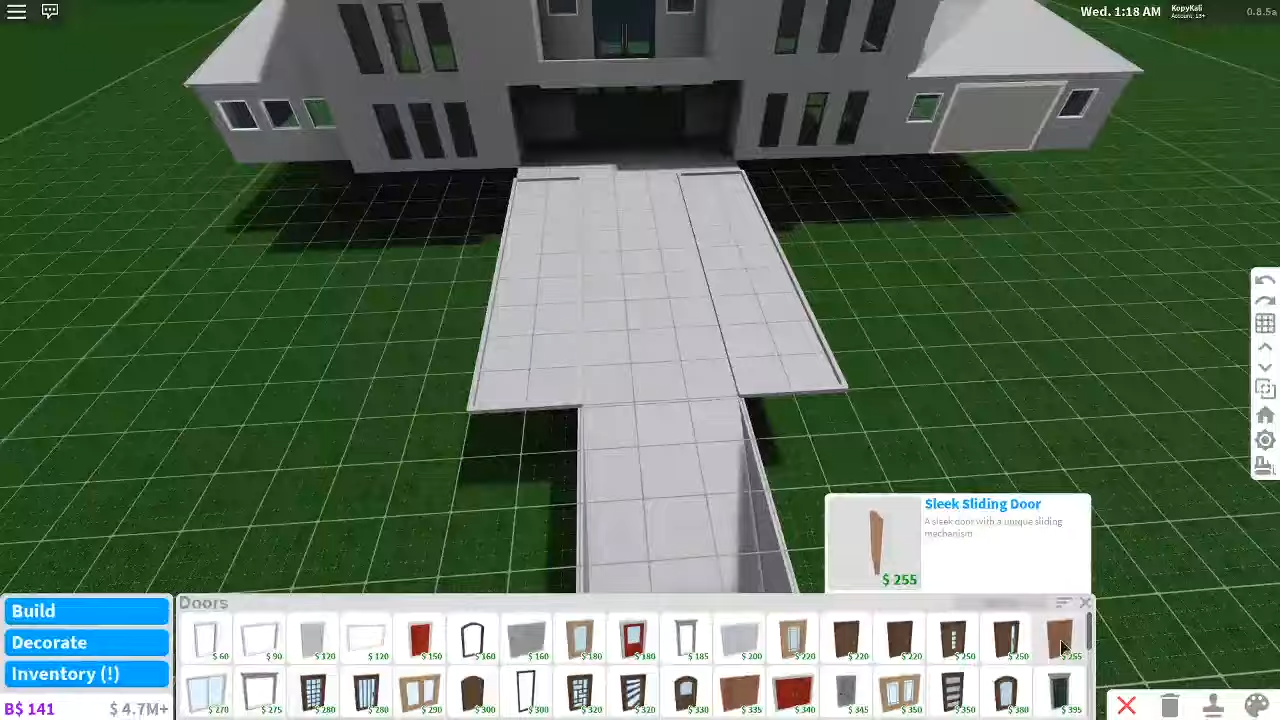 Wed. 1:18 AM
KopyKali
Account: 13+
0.8.5a
Sleek Sliding Door
A sleek door with a unique sliding
mechanism
$ 255
Build
Decorate
Inventory (!)
B$ 141
$ 4.7M+
Doors
$ 60 $ 90 $ 120 $ 120 $ 150 $ 160 $ 160 $ 180 $ 180 $ 185 $ 200 $ 220 $ 220 $ 220 $ 250 $ 250 $ 255
$ 270 $ 275 $ 280 $ 280 $ 290 $ 300 $ 300 $ 320 $ 320 $ 330 $ 335 $ 340 $ 345 $ 350 $ 350 $ 380 $ 395